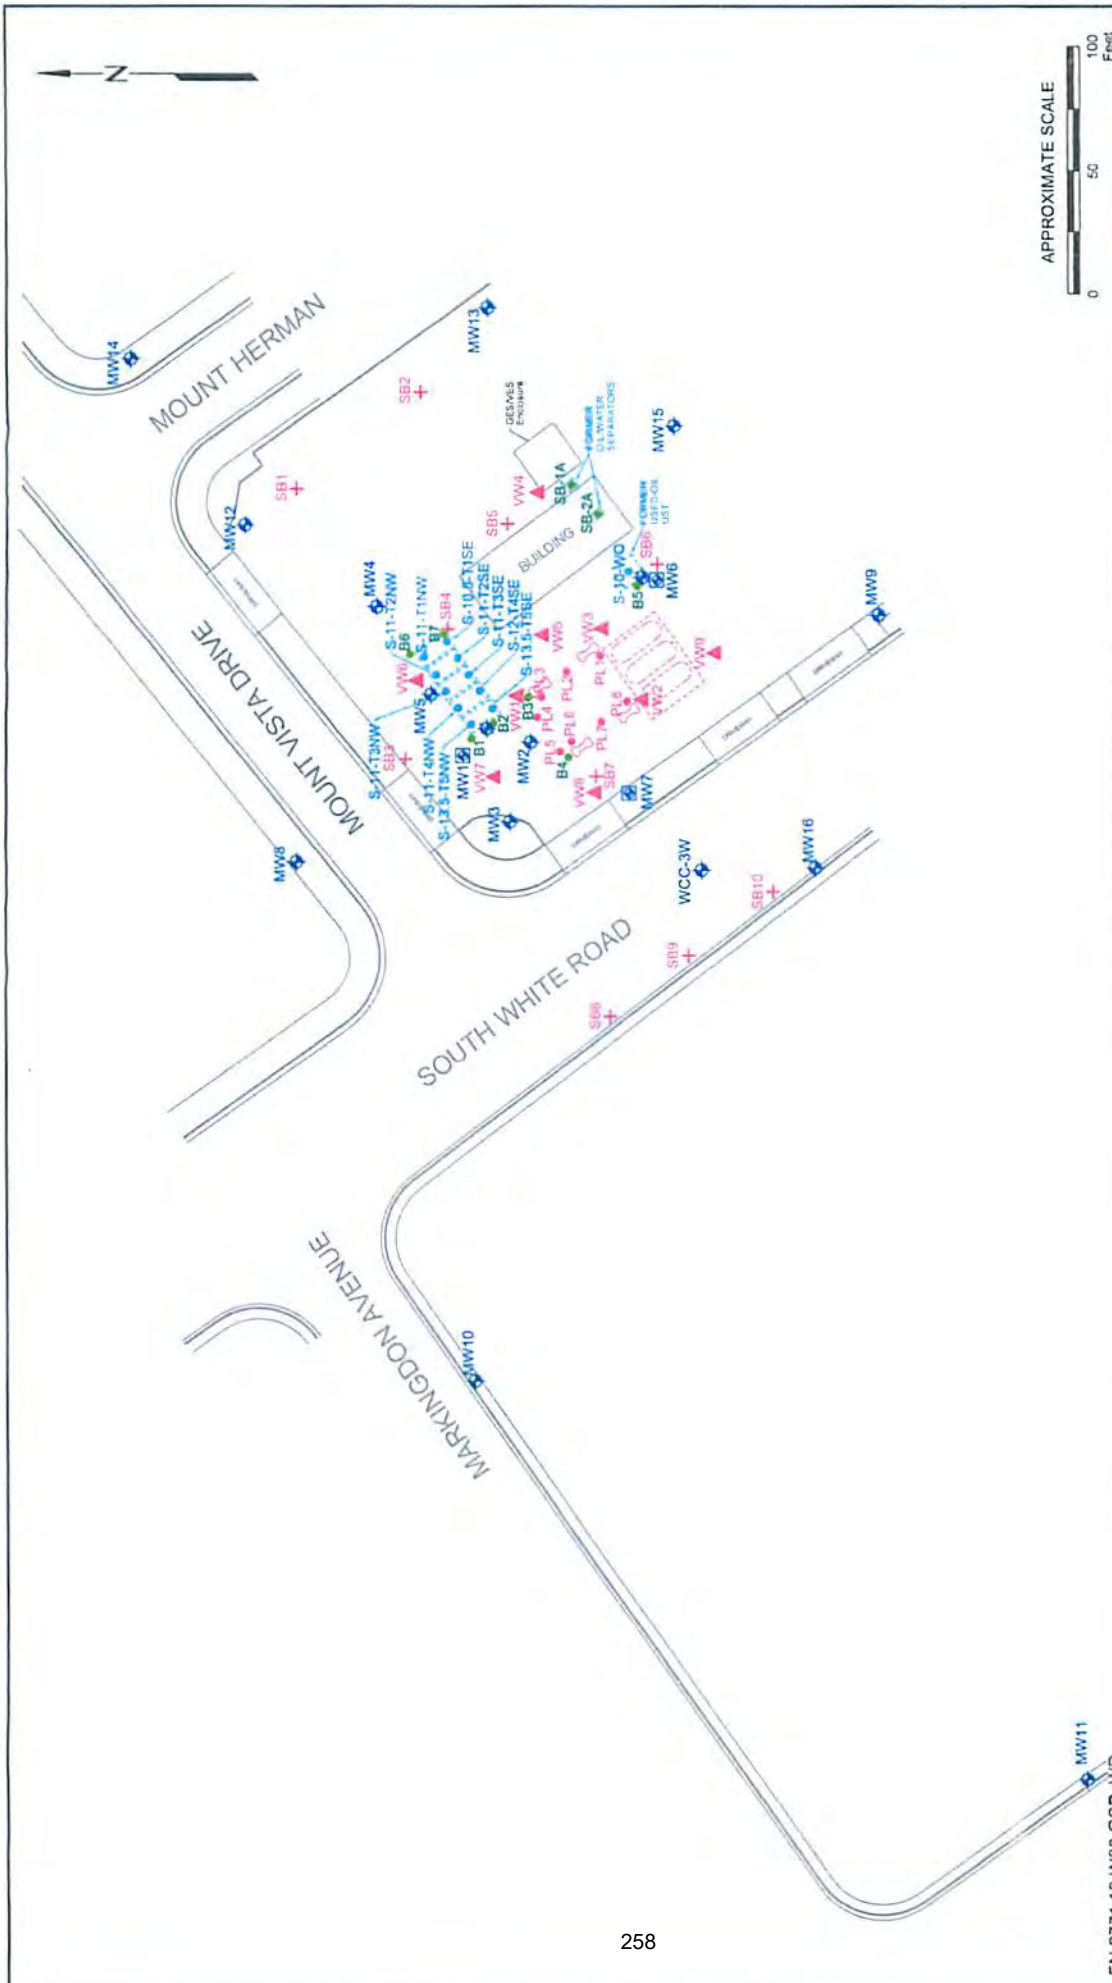 N
APPROXIMATE SCALE
0
50
100
Feet
MW14
MOUNT HERMAN
MW13
SB2
SB1
MW12
MOUNT VISTA DRIVE
MW4
SB5
VW4
Enclosure
BUILDING
SB-1A
SB-2A
FORMER
OIL/WATER
SEPARATORS
MW15
FORMER
USED-OIL
UST
S-10-WO
SB6
B5
MW6
S-11-T2NW
B6
S-11-T1NW
B7
SB4
S-10.5-T1SE
S-11-T2SE
S-11-T3SE
S-12-T4SE
S-13.5-T5SE
VW6
MW5
S-11-T3NW
SB3
S-11-T4NW
S-13.5-T5NW
MW1
B1
B2
VW7
VW1
B3
PL3
PL4
PL2
VW5
VW3
PL1
MW2
PL5
PL6
B4
PL7
PL8
VW2
VW9
VW8
SB7
MW7
MW3
DRIVEWAY
DRIVEWAY
DRIVEWAY
DRIVEWAY
DRIVEWAY
MW9
MW8
WCC-3W
MW16
SB10
SB9
SB8
SOUTH WHITE ROAD
MARKINGDON AVENUE
MW10
MW11
258